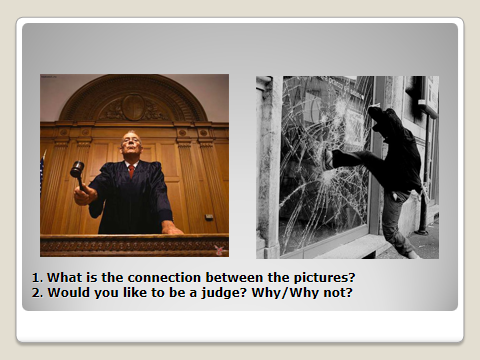 1. What is the connection between the pictures?
2. Would you like to be a judge? Why/Why not?